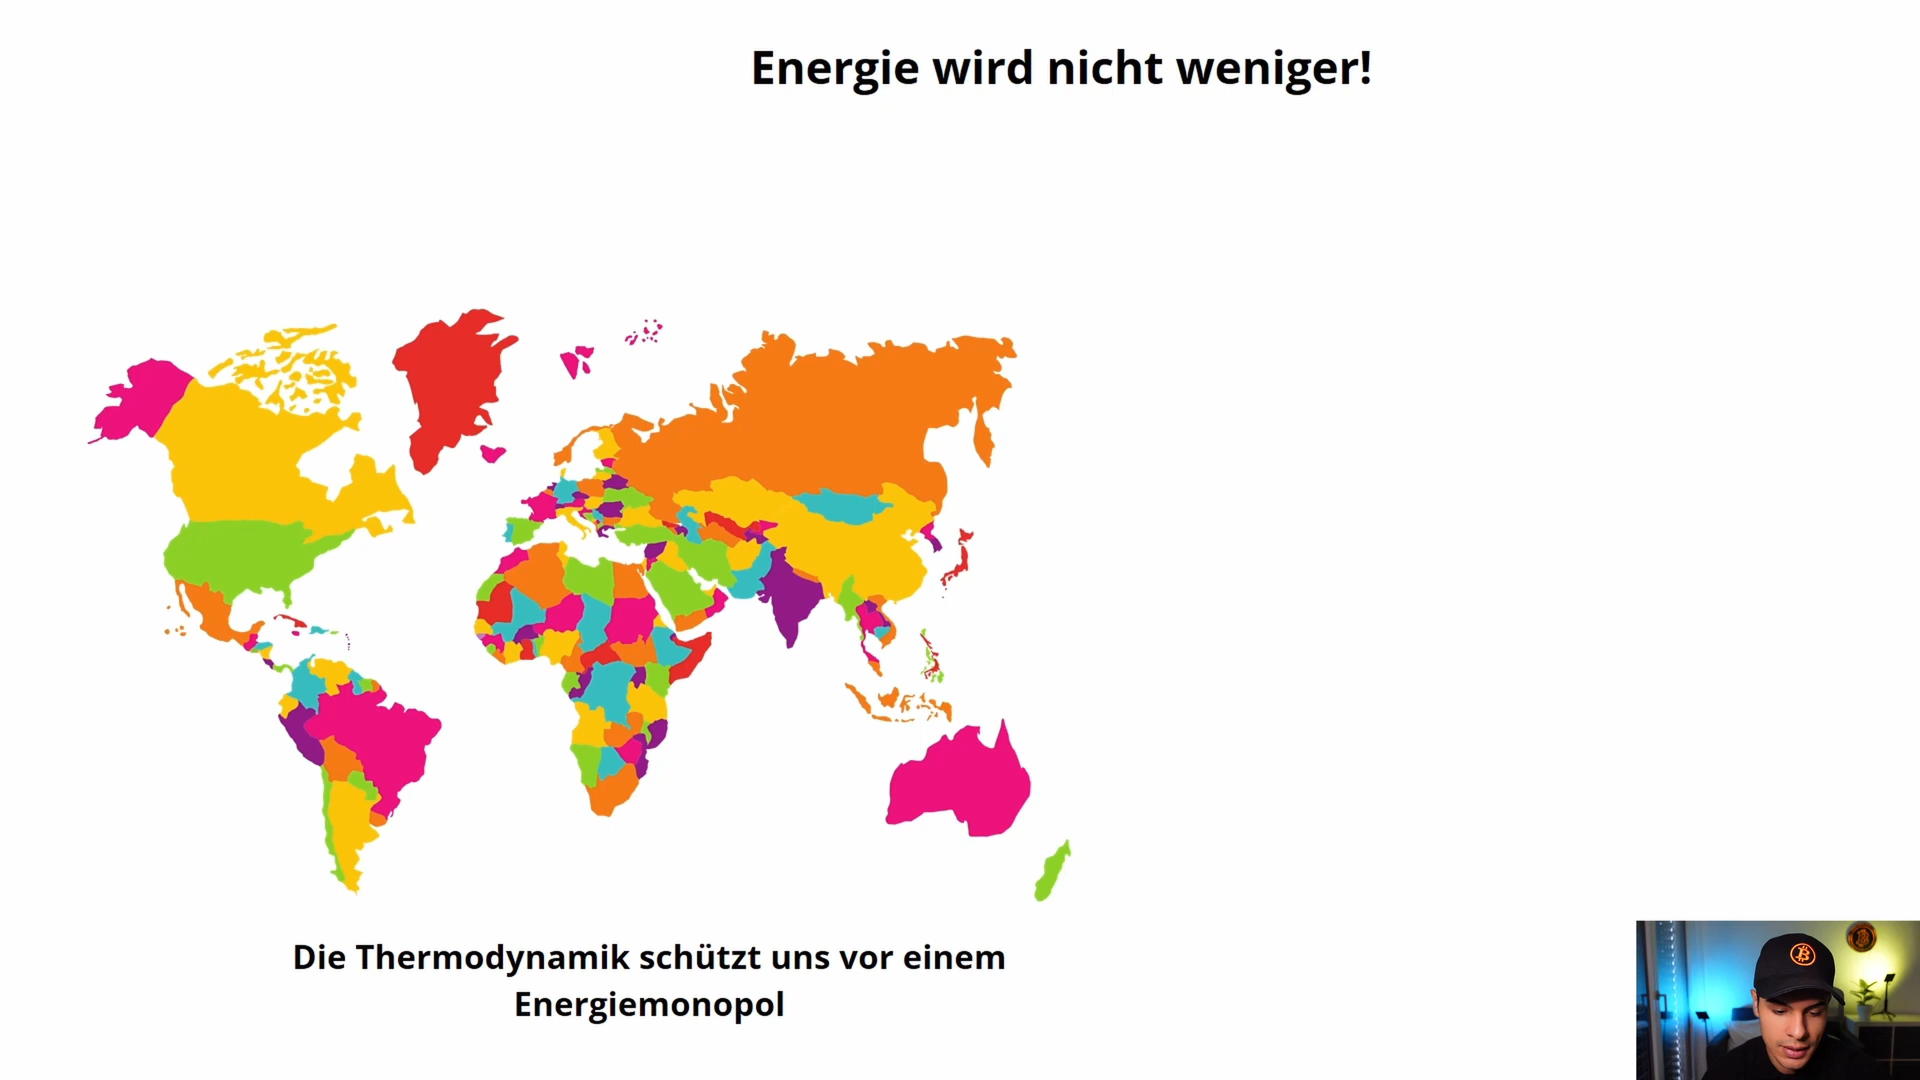 Energie wird nicht weniger!
Die Thermodynamik schützt uns vor einem
Energiemonopol